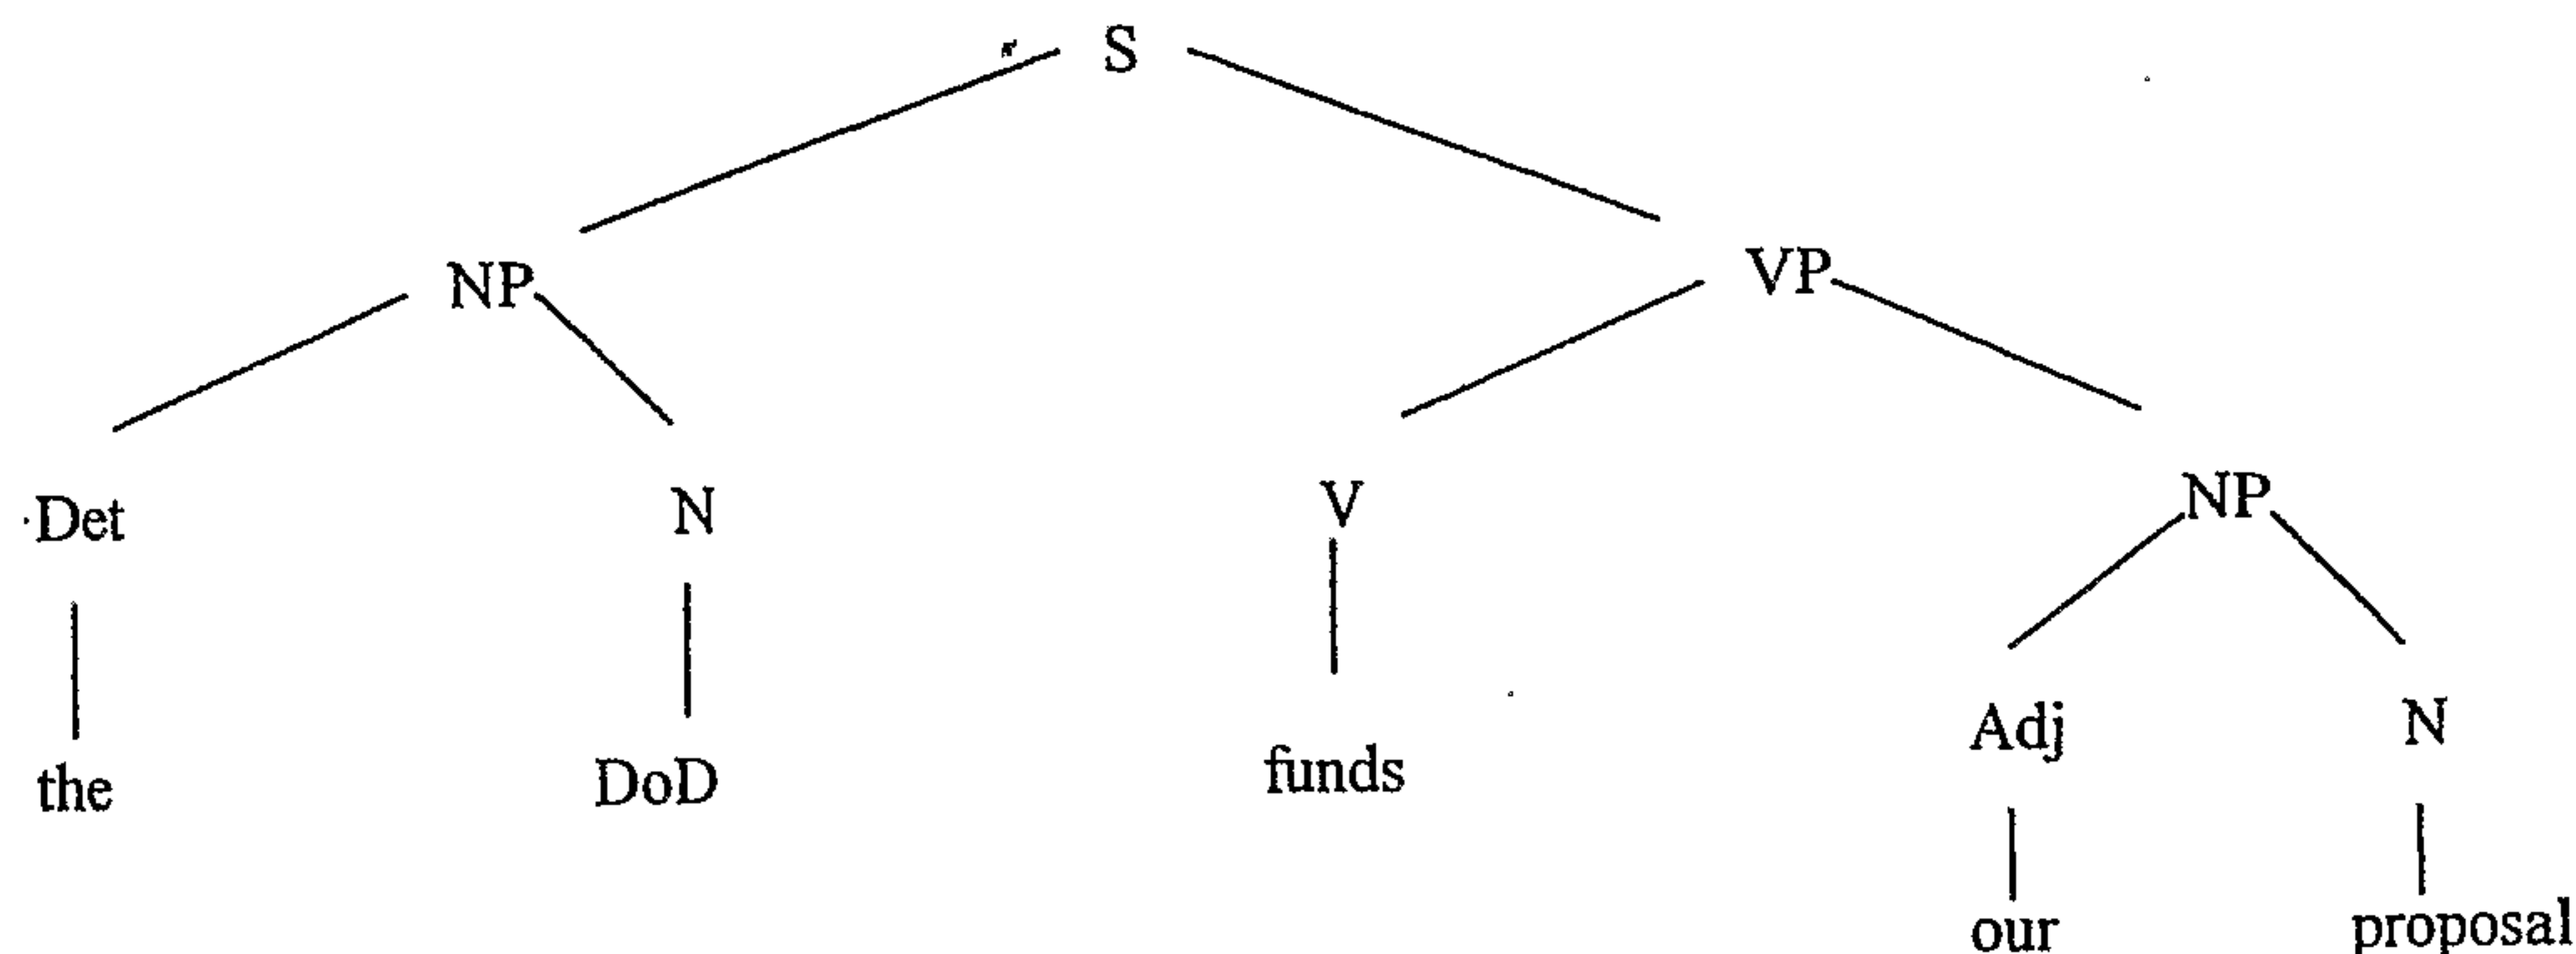 S
NP VP
Det N V NP
Adj N
the DoD funds
our proposal